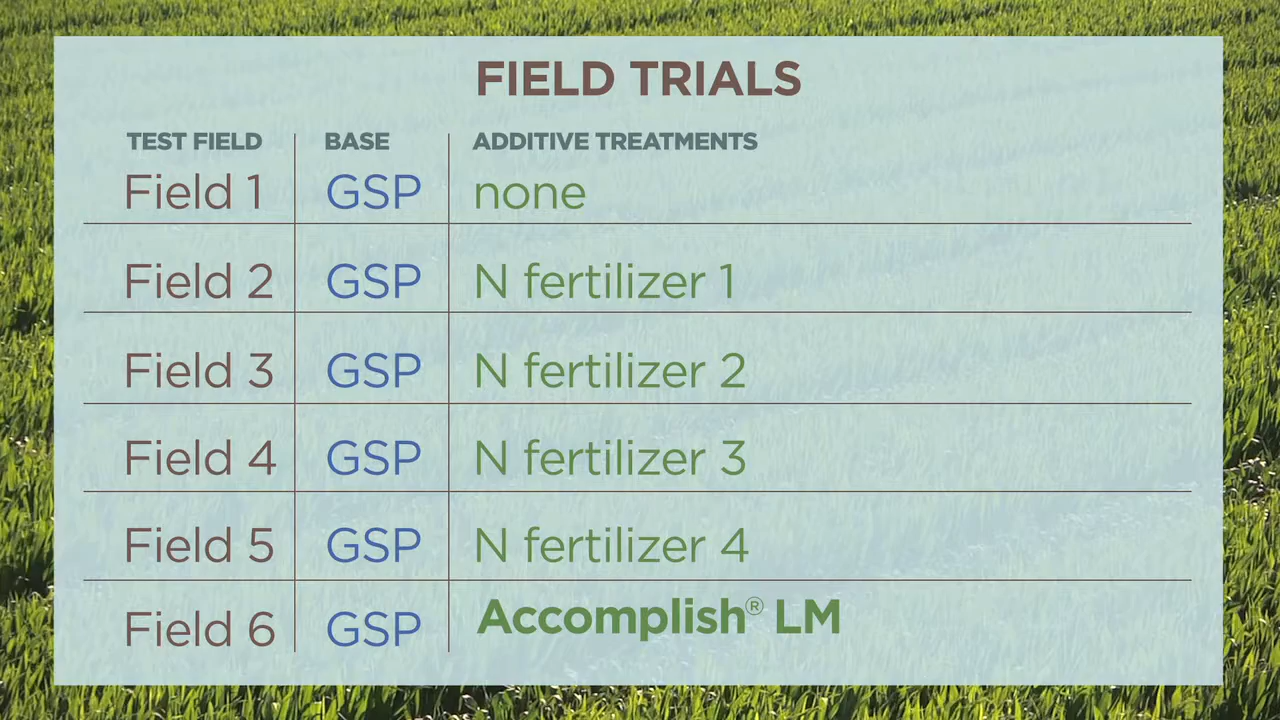 FIELD TRIALS
TEST FIELD BASE ADDITIVE TREATMENTS
Field 1 GSP none
Field 2 GSP N fertilizer 1
Field 3 GSP N fertilizer 2
Field 4 GSP N fertilizer 3
Field 5 GSP N fertilizer 4
Field 6 GSP Accomplish® LM